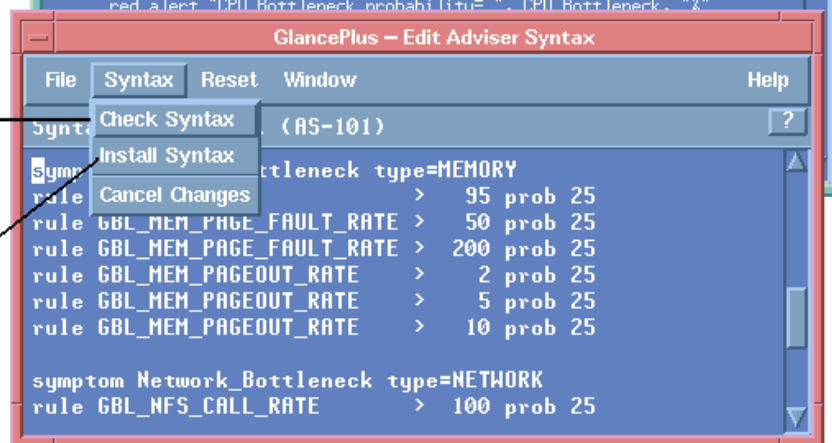 red_alert "CPU Bottleneck probability= ", CPU_Bottleneck, "%"
GlancePlus – Edit Adviser Syntax
File Syntax Reset Window Help
Check Syntax
(AS-101) ?
Install Syntax
ttleneck type=MEMORY
Cancel Changes
rule > 95 prob 25
rule GBL_MEM_PAGE_FAULT_RATE > 50 prob 25
rule GBL_MEM_PAGE_FAULT_RATE > 200 prob 25
rule GBL_MEM_PAGEOUT_RATE > 2 prob 25
rule GBL_MEM_PAGEOUT_RATE > 5 prob 25
rule GBL_MEM_PAGEOUT_RATE > 10 prob 25
symptom Network_Bottleneck type=NETWORK
rule GBL_NFS_CALL_RATE > 100 prob 25